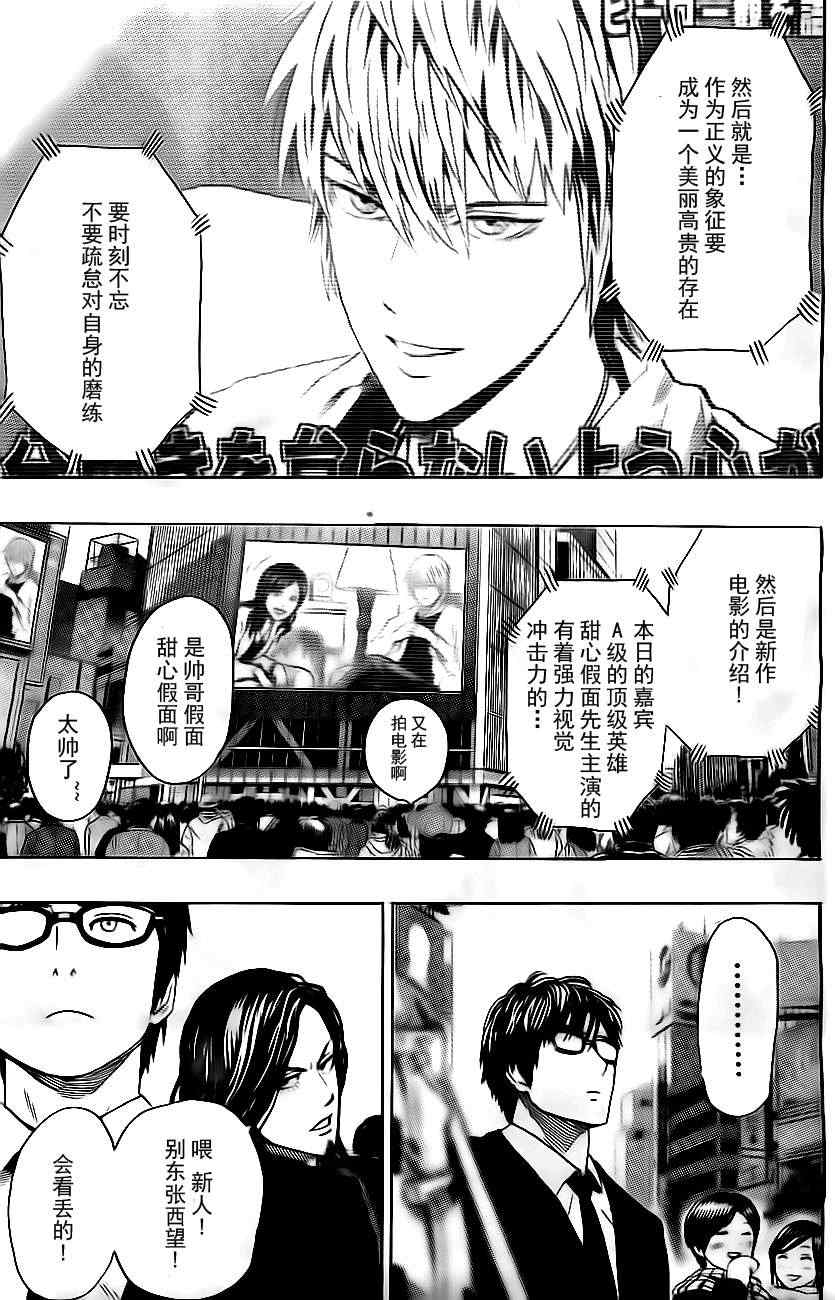 然后就是…
作为正义的象征要
成为一个美丽高贵的存在
要时刻不忘
不要疏怠对自身的磨练
然后是新作
电影的介绍！
本日的嘉宾
A级的顶级英雄
甜心假面先生主演的
有着强力视觉
冲击力的…
又在
拍电影啊
是帅哥假面
甜心假面啊
太帅了~
………
喂 新人！
别东张西望！
会看丢的！